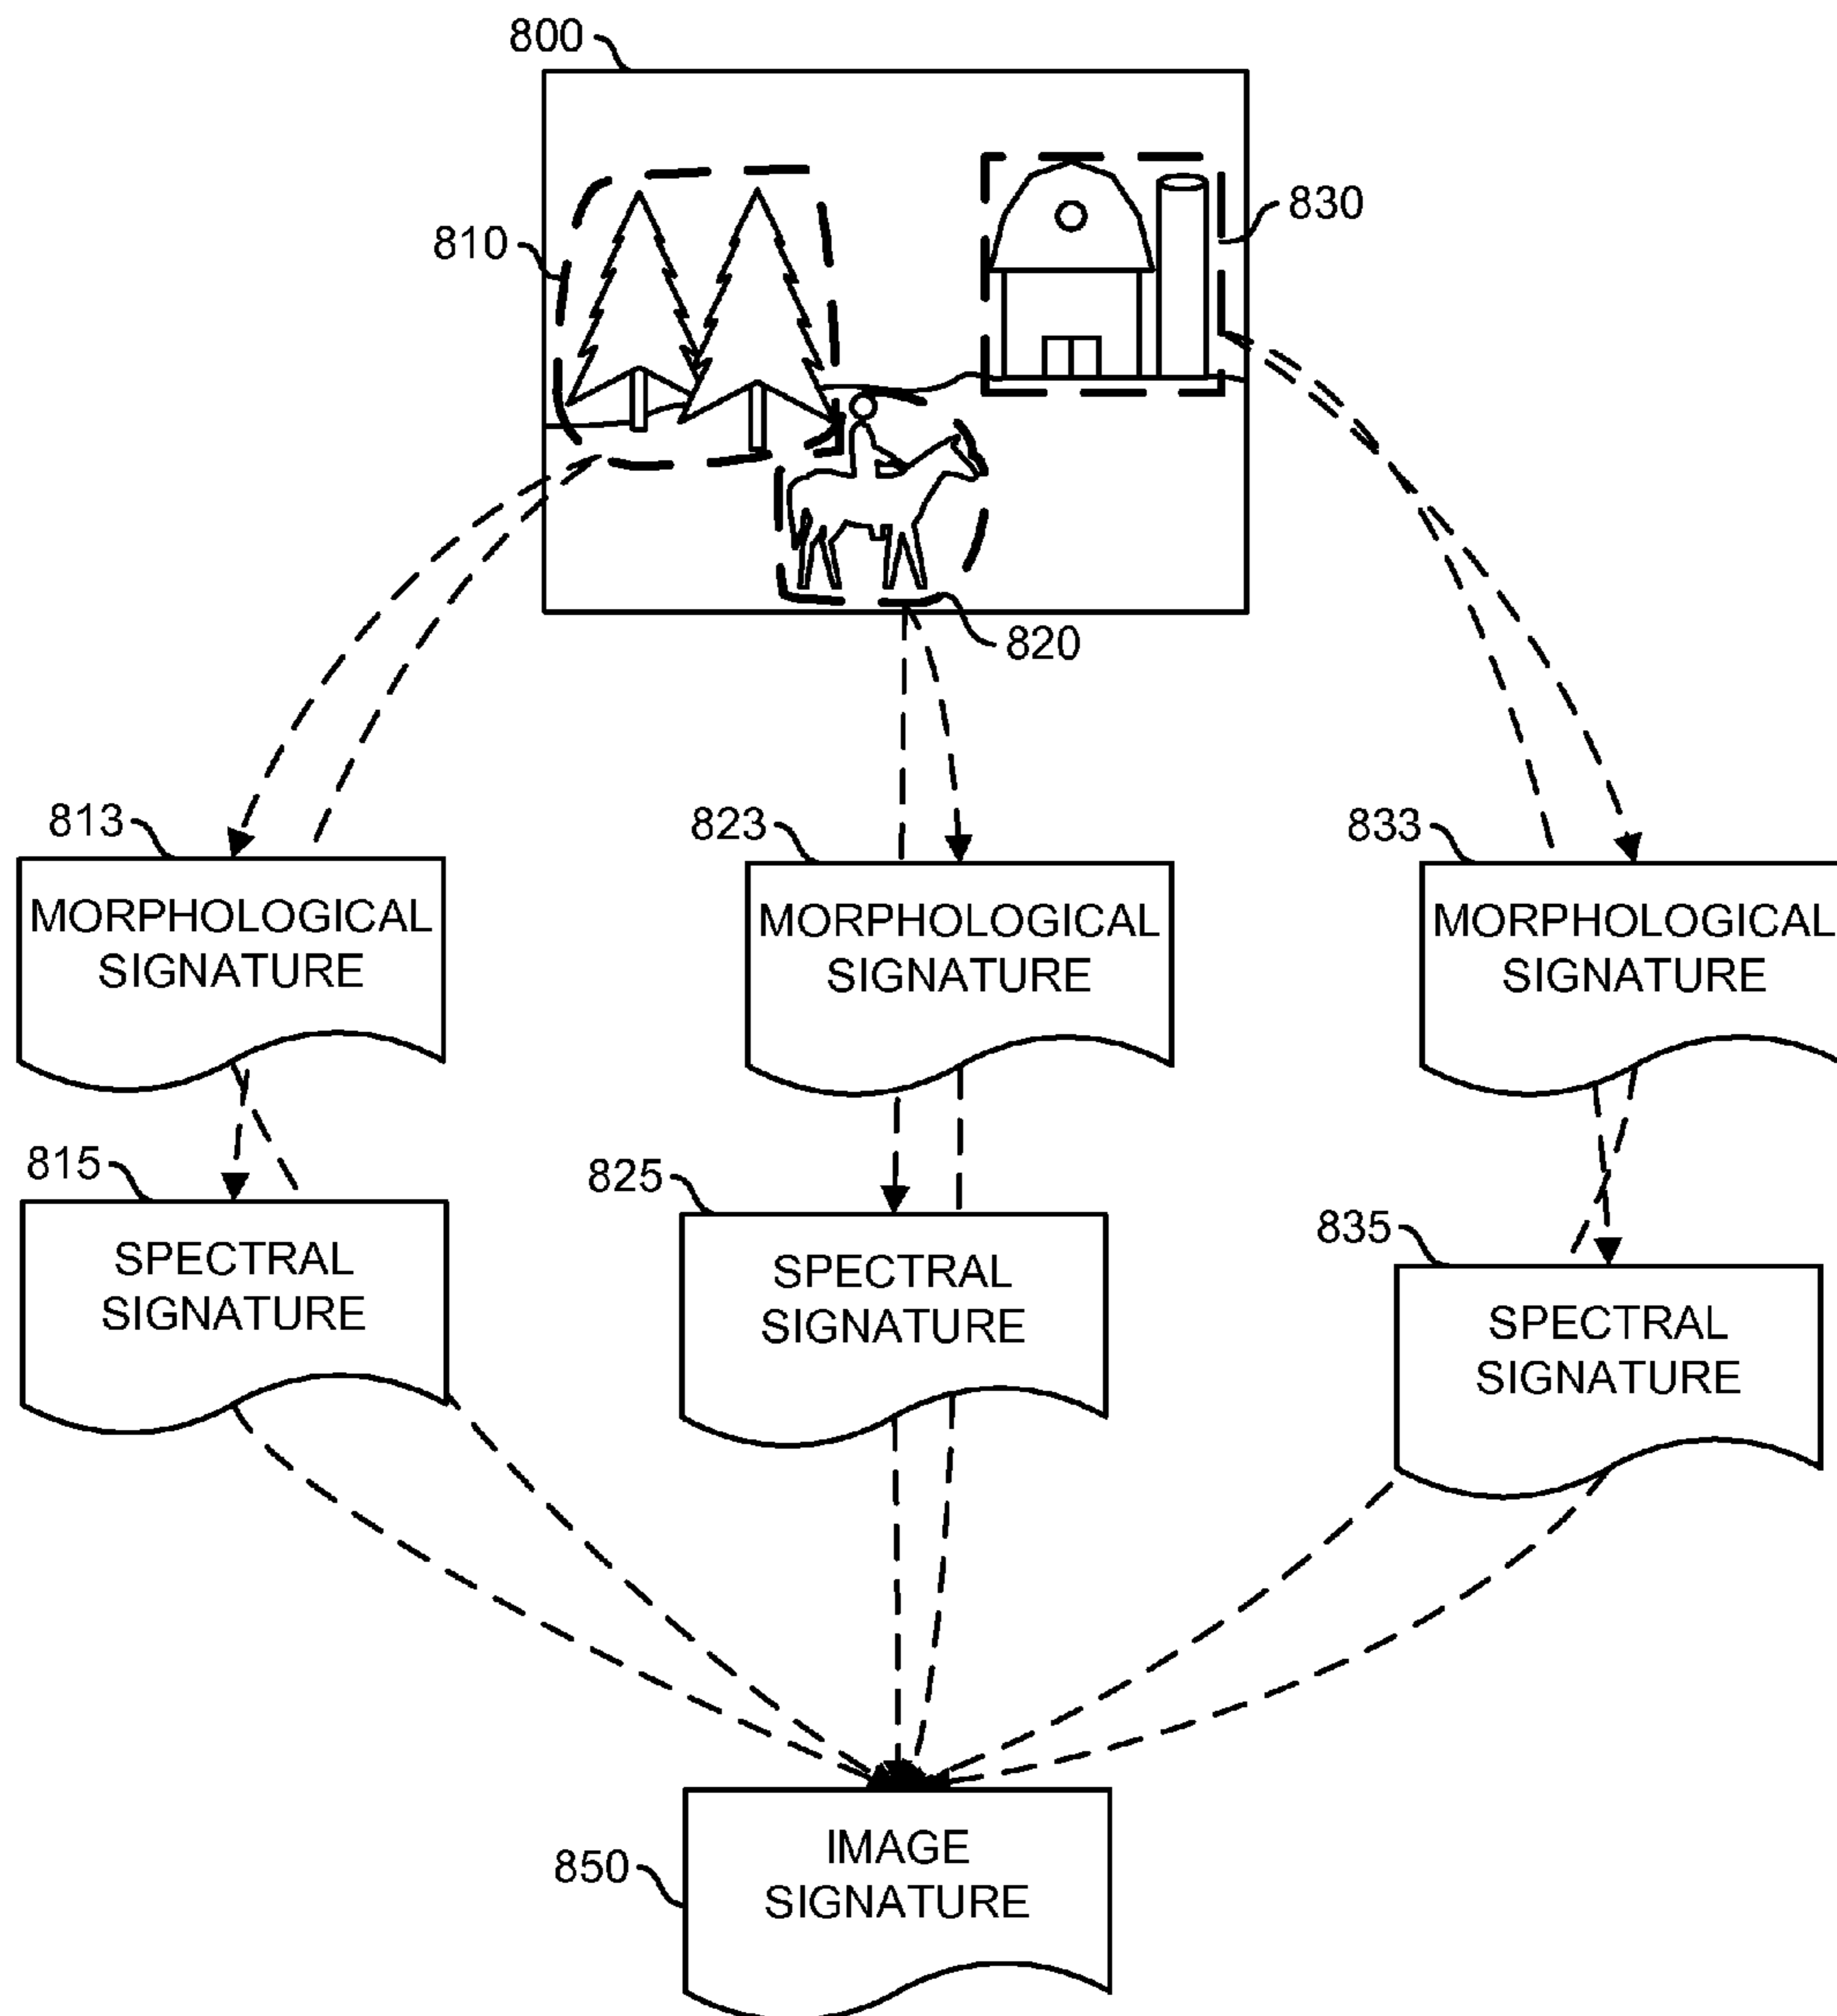 800
830
810
820
813
823
833
MORPHOLOGICAL
SIGNATURE
MORPHOLOGICAL
SIGNATURE
MORPHOLOGICAL
SIGNATURE
815
825
835
SPECTRAL
SIGNATURE
SPECTRAL
SIGNATURE
SPECTRAL
SIGNATURE
850
IMAGE
SIGNATURE